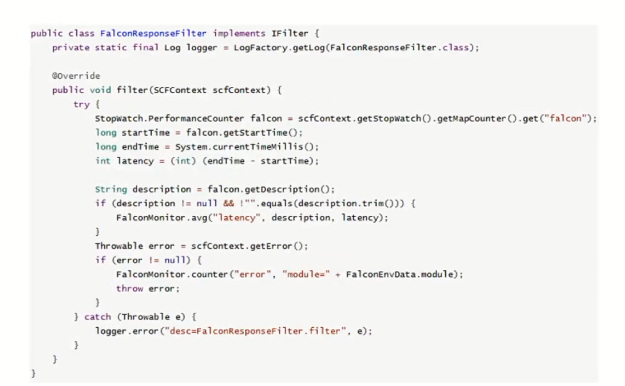 public class FalconResponseFilter implements IFilter {
    private static final Log logger = LogFactory.getLog(FalconResponseFilter.class);

    @Override
    public void filter(SCFContext scfContext) {
        try {
            StopWatch.PerformanceCounter falcon = scfContext.getStopWatch().getMapCounter().get("falcon");
            long startTime = falcon.getStartTime();
            long endTime = System.currentTimeMillis();
            int latency = (int) (endTime - startTime);

            String description = falcon.getDescription();
            if (description != null && !"".equals(description.trim())) {
                FalconMonitor.avg("latency", description, latency);
            }
            Throwable error = scfContext.getError();
            if (error != null) {
                FalconMonitor.counter("error", "module=" + FalconEnvData.module);
                throw error;
            }
        } catch (Throwable e) {
            logger.error("desc=FalconResponseFilter.filter", e);
        }
    }
}